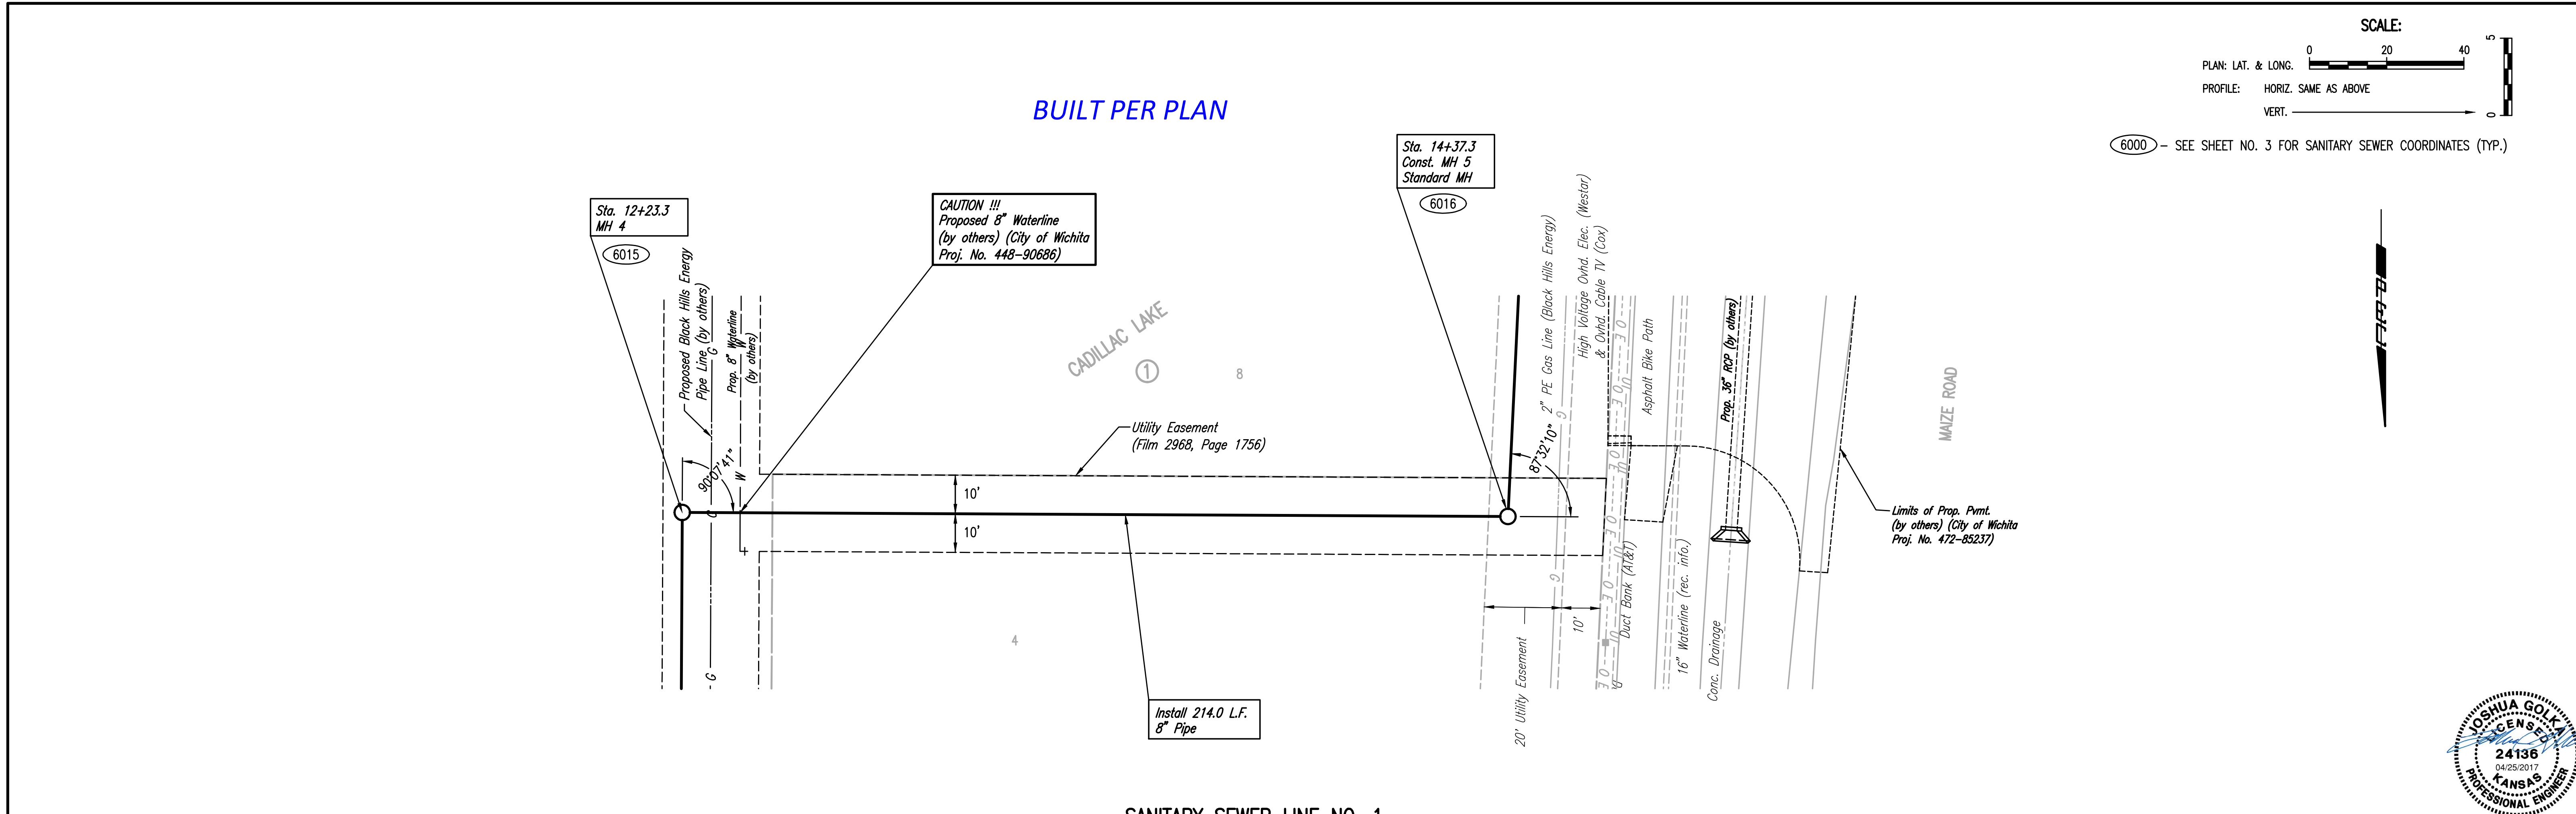 SCALE:
0 20 40
5
0
PLAN: LAT. & LONG.
PROFILE: HORIZ. SAME AS ABOVE
VERT.
6000 – SEE SHEET NO. 3 FOR SANITARY SEWER COORDINATES (TYP.)
BUILT PER PLAN
Sta. 12+23.3
MH 4
6015
CAUTION !!!
Proposed 8" Waterline
(by others) (City of Wichita
Proj. No. 448-90686)
Sta. 14+37.3
Const. MH 5
Standard MH
6016
Proposed Black Hills Energy
Pipe Line (by others)
Prop. 8" Waterline
(by others)
G
G
G
W
W
90°07'41"
CADILLAC LAKE
1
8
4
Utility Easement
(Film 2968, Page 1756)
10'
10'
Install 214.0 L.F.
8" Pipe
87°32'10"
2" PE Gas Line (Black Hills Energy)
High Voltage Ovhd. Elec. (Westar)
& Ovhd. Cable TV (Cox)
G
G
Asphalt Bike Path
Prop. 36" RCP (by others)
MAIZE ROAD
Limits of Prop. Pvmt.
(by others) (City of Wichita
Proj. No. 472-85237)
20' Utility Easement
10'
Duct Bank (AT&T)
16" Waterline (rec. info.)
Conc. Drainage
JOSHUA GOLKA
LICENSED
24136
04/25/2017
KANSAS
PROFESSIONAL ENGINEER
SANITARY SEWER LINE NO. 1